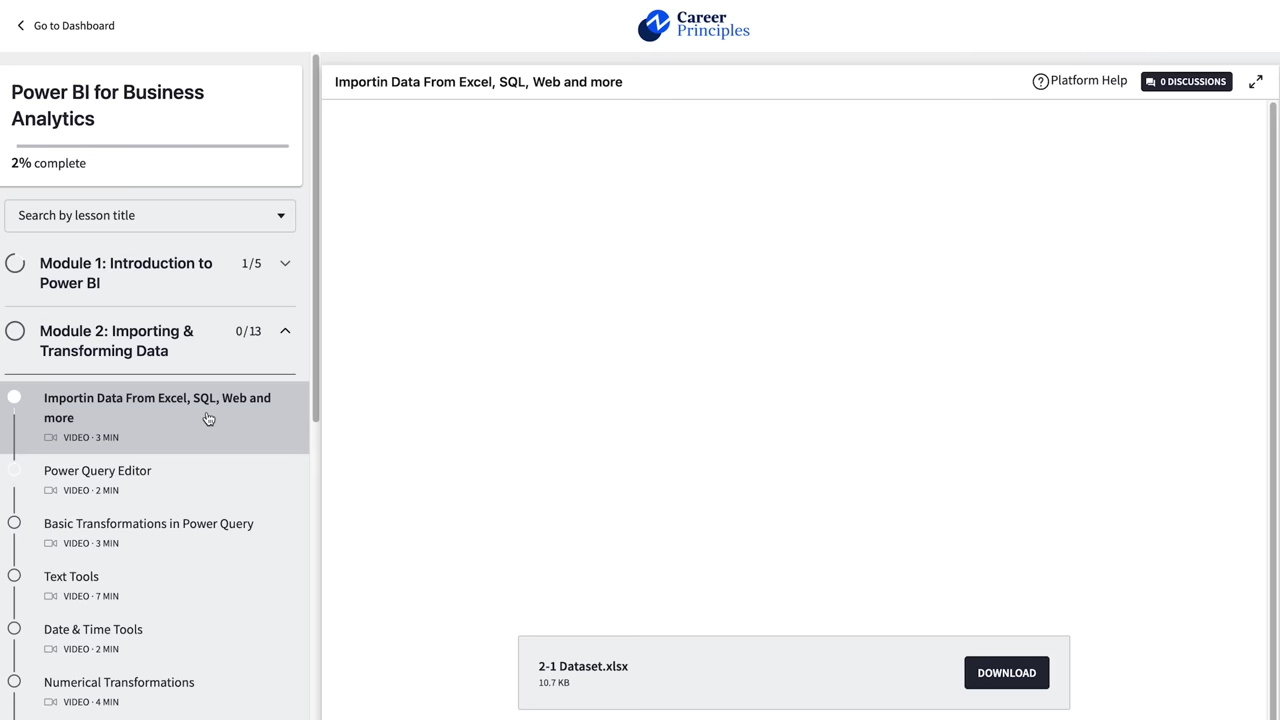 Go to Dashboard
Career
Principles
Power BI for Business
Analytics
2% complete
Search by lesson title
Module 1: Introduction to
Power BI
1/5
Module 2: Importing &
Transforming Data
0/13
Importin Data From Excel, SQL, Web and
more
VIDEO · 3 MIN
Power Query Editor
VIDEO · 2 MIN
Basic Transformations in Power Query
VIDEO · 3 MIN
Text Tools
VIDEO · 7 MIN
Date & Time Tools
VIDEO · 2 MIN
Numerical Transformations
VIDEO · 4 MIN
Importin Data From Excel, SQL, Web and more
? Platform Help
0 DISCUSSIONS
2-1 Dataset.xlsx
10.7 KB
DOWNLOAD